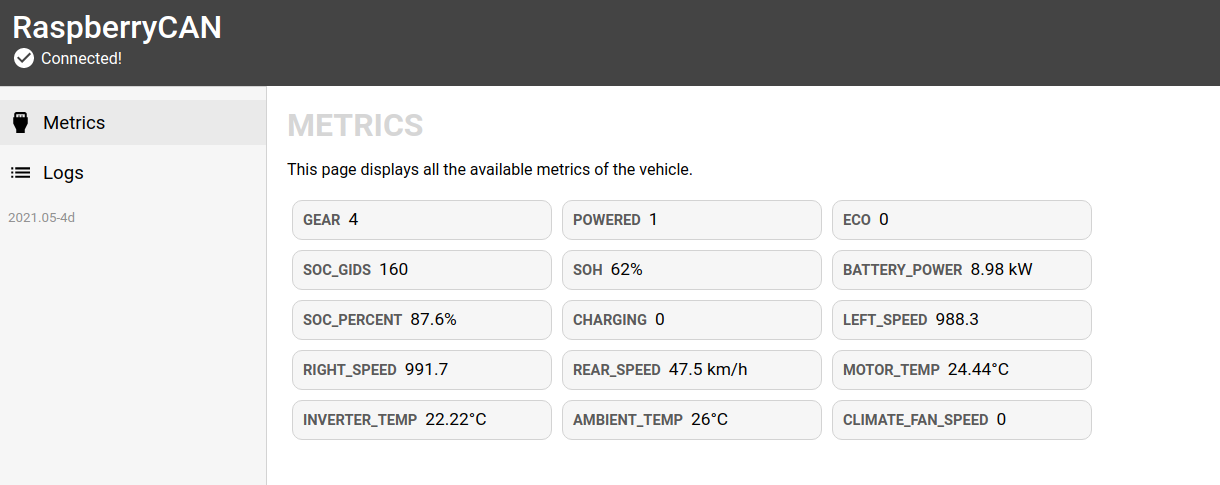 RaspberryCAN
Connected!
Metrics
Logs
2021.05-4d
METRICS
This page displays all the available metrics of the vehicle.
GEAR 4
POWERED 1
ECO 0
SOC_GIDS 160
SOH 62%
BATTERY_POWER 8.98 kW
SOC_PERCENT 87.6%
CHARGING 0
LEFT_SPEED 988.3
RIGHT_SPEED 991.7
REAR_SPEED 47.5 km/h
MOTOR_TEMP 24.44°C
INVERTER_TEMP 22.22°C
AMBIENT_TEMP 26°C
CLIMATE_FAN_SPEED 0